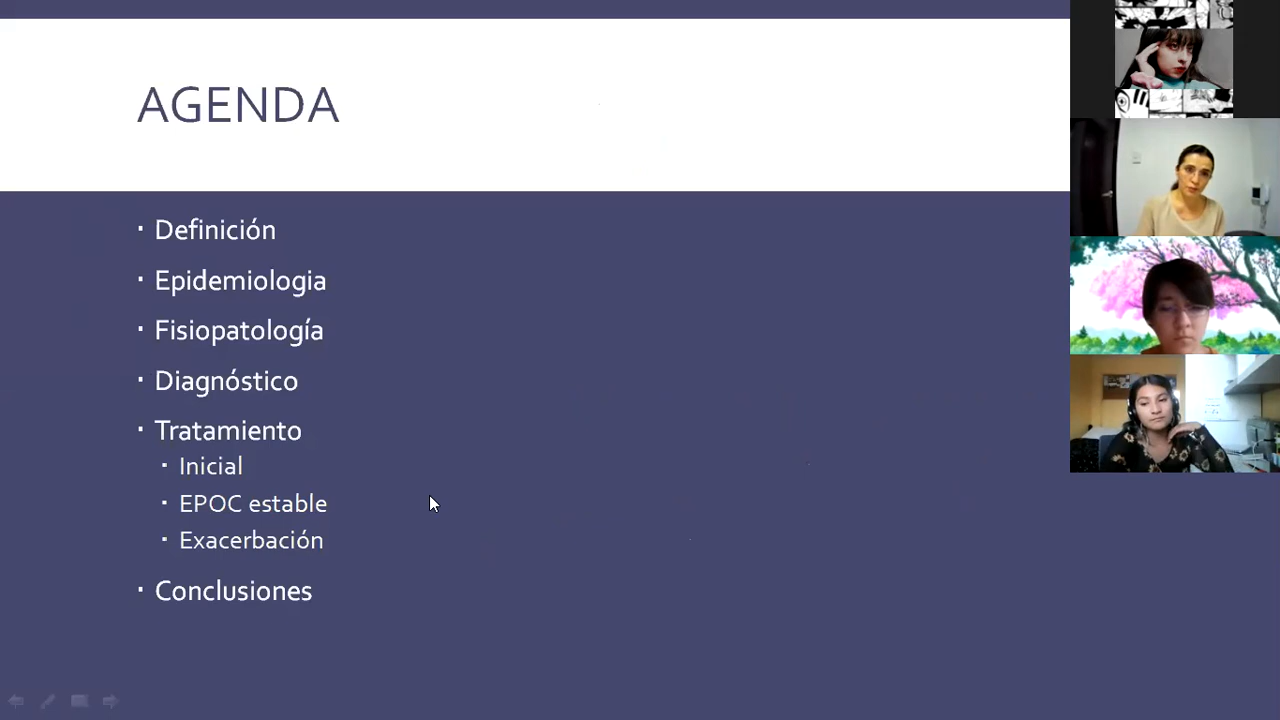 AGENDA
Definición
Epidemiologia
Fisiopatología
Diagnóstico
Tratamiento
Inicial
EPOC estable
Exacerbación
Conclusiones